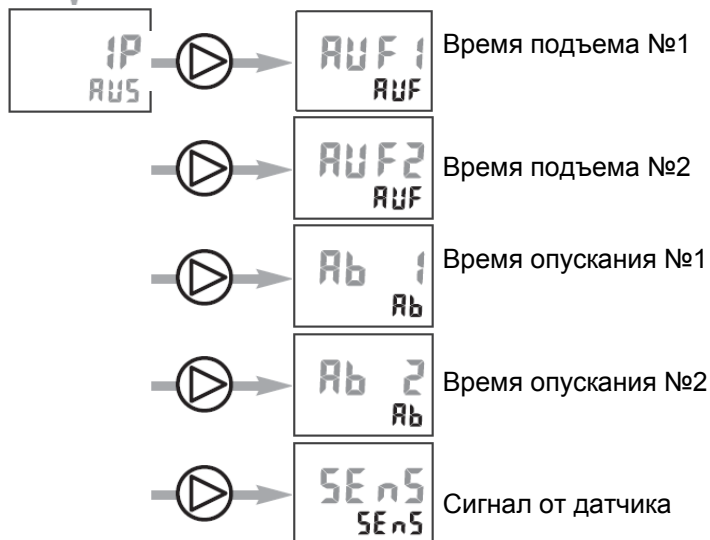 1P
AUS
AUF1
AUF
Время подъема №1
AUF2
AUF
Время подъема №2
Ab 1
Ab
Время опускания №1
Ab 2
Ab
Время опускания №2
SEnS
SEnS
Сигнал от датчика